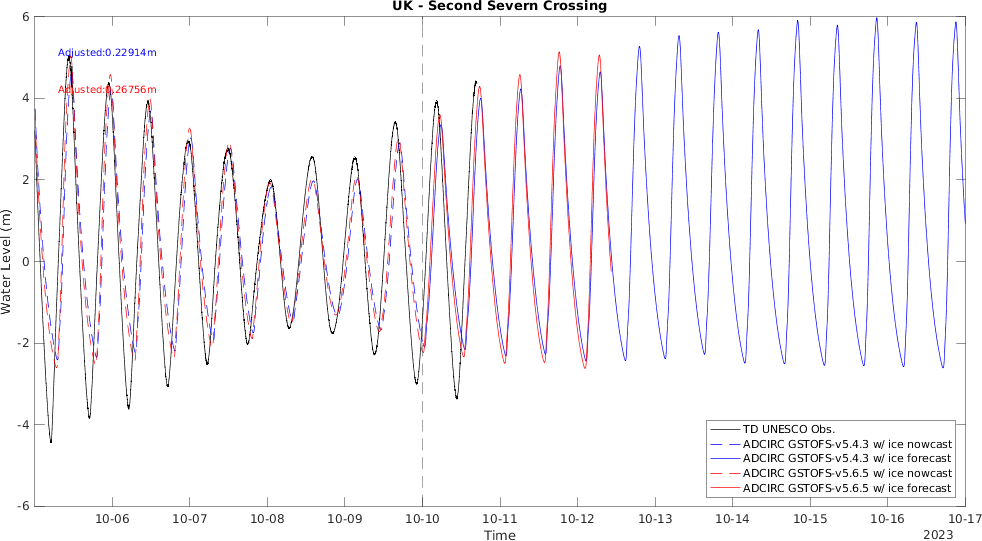 UK - Second Severn Crossing
6
4
2
0
-2
-4
-6
Water Level (m)
Adjusted:0.22914m
Adjusted:0.26756m
TD UNESCO Obs.
ADCIRC GSTOFS-v5.4.3 w/ ice nowcast
ADCIRC GSTOFS-v5.4.3 w/ ice forecast
ADCIRC GSTOFS-v5.6.5 w/ ice nowcast
ADCIRC GSTOFS-v5.6.5 w/ ice forecast
10-06 10-07 10-08 10-09 10-10 10-11 10-12 10-13 10-14 10-15 10-16 10-17
Time
2023